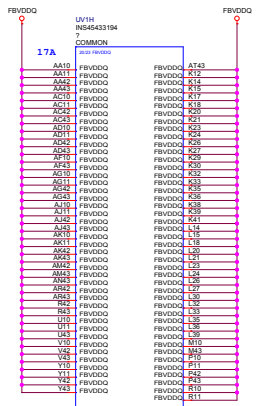 FBVDDQ FBVDDQ
UV1H
INS45433194
?
COMMON
17A 20/23 FBVDDQ
AA10 FBVDDQ FBVDDQ AT43
AA11 FBVDDQ FBVDDQ K12
AA42 FBVDDQ FBVDDQ K14
AA43 FBVDDQ FBVDDQ K15
AC10 FBVDDQ FBVDDQ K17
AC11 FBVDDQ FBVDDQ K18
AC42 FBVDDQ FBVDDQ K20
AC43 FBVDDQ FBVDDQ K21
AD10 FBVDDQ FBVDDQ K23
AD11 FBVDDQ FBVDDQ K24
AD42 FBVDDQ FBVDDQ K26
AD43 FBVDDQ FBVDDQ K27
AF10 FBVDDQ FBVDDQ K29
AF43 FBVDDQ FBVDDQ K30
AG10 FBVDDQ FBVDDQ K32
AG11 FBVDDQ FBVDDQ K33
AG42 FBVDDQ FBVDDQ K35
AG43 FBVDDQ FBVDDQ K36
AJ10 FBVDDQ FBVDDQ K38
AJ11 FBVDDQ FBVDDQ K39
AJ42 FBVDDQ FBVDDQ K41
AJ43 FBVDDQ FBVDDQ L14
AK10 FBVDDQ FBVDDQ L15
AK11 FBVDDQ FBVDDQ L18
AK42 FBVDDQ FBVDDQ L20
AK43 FBVDDQ FBVDDQ L21
AM42 FBVDDQ FBVDDQ L23
AM43 FBVDDQ FBVDDQ L24
AN43 FBVDDQ FBVDDQ L26
AR42 FBVDDQ FBVDDQ L27
AR43 FBVDDQ FBVDDQ L30
R42 FBVDDQ FBVDDQ L32
R43 FBVDDQ FBVDDQ L33
U10 FBVDDQ FBVDDQ L35
U11 FBVDDQ FBVDDQ L36
U43 FBVDDQ FBVDDQ L39
V10 FBVDDQ FBVDDQ M10
V42 FBVDDQ FBVDDQ M43
V43 FBVDDQ FBVDDQ P10
Y10 FBVDDQ FBVDDQ P11
Y11 FBVDDQ FBVDDQ P42
Y42 FBVDDQ FBVDDQ P43
Y43 FBVDDQ FBVDDQ R10
FBVDDQ R11